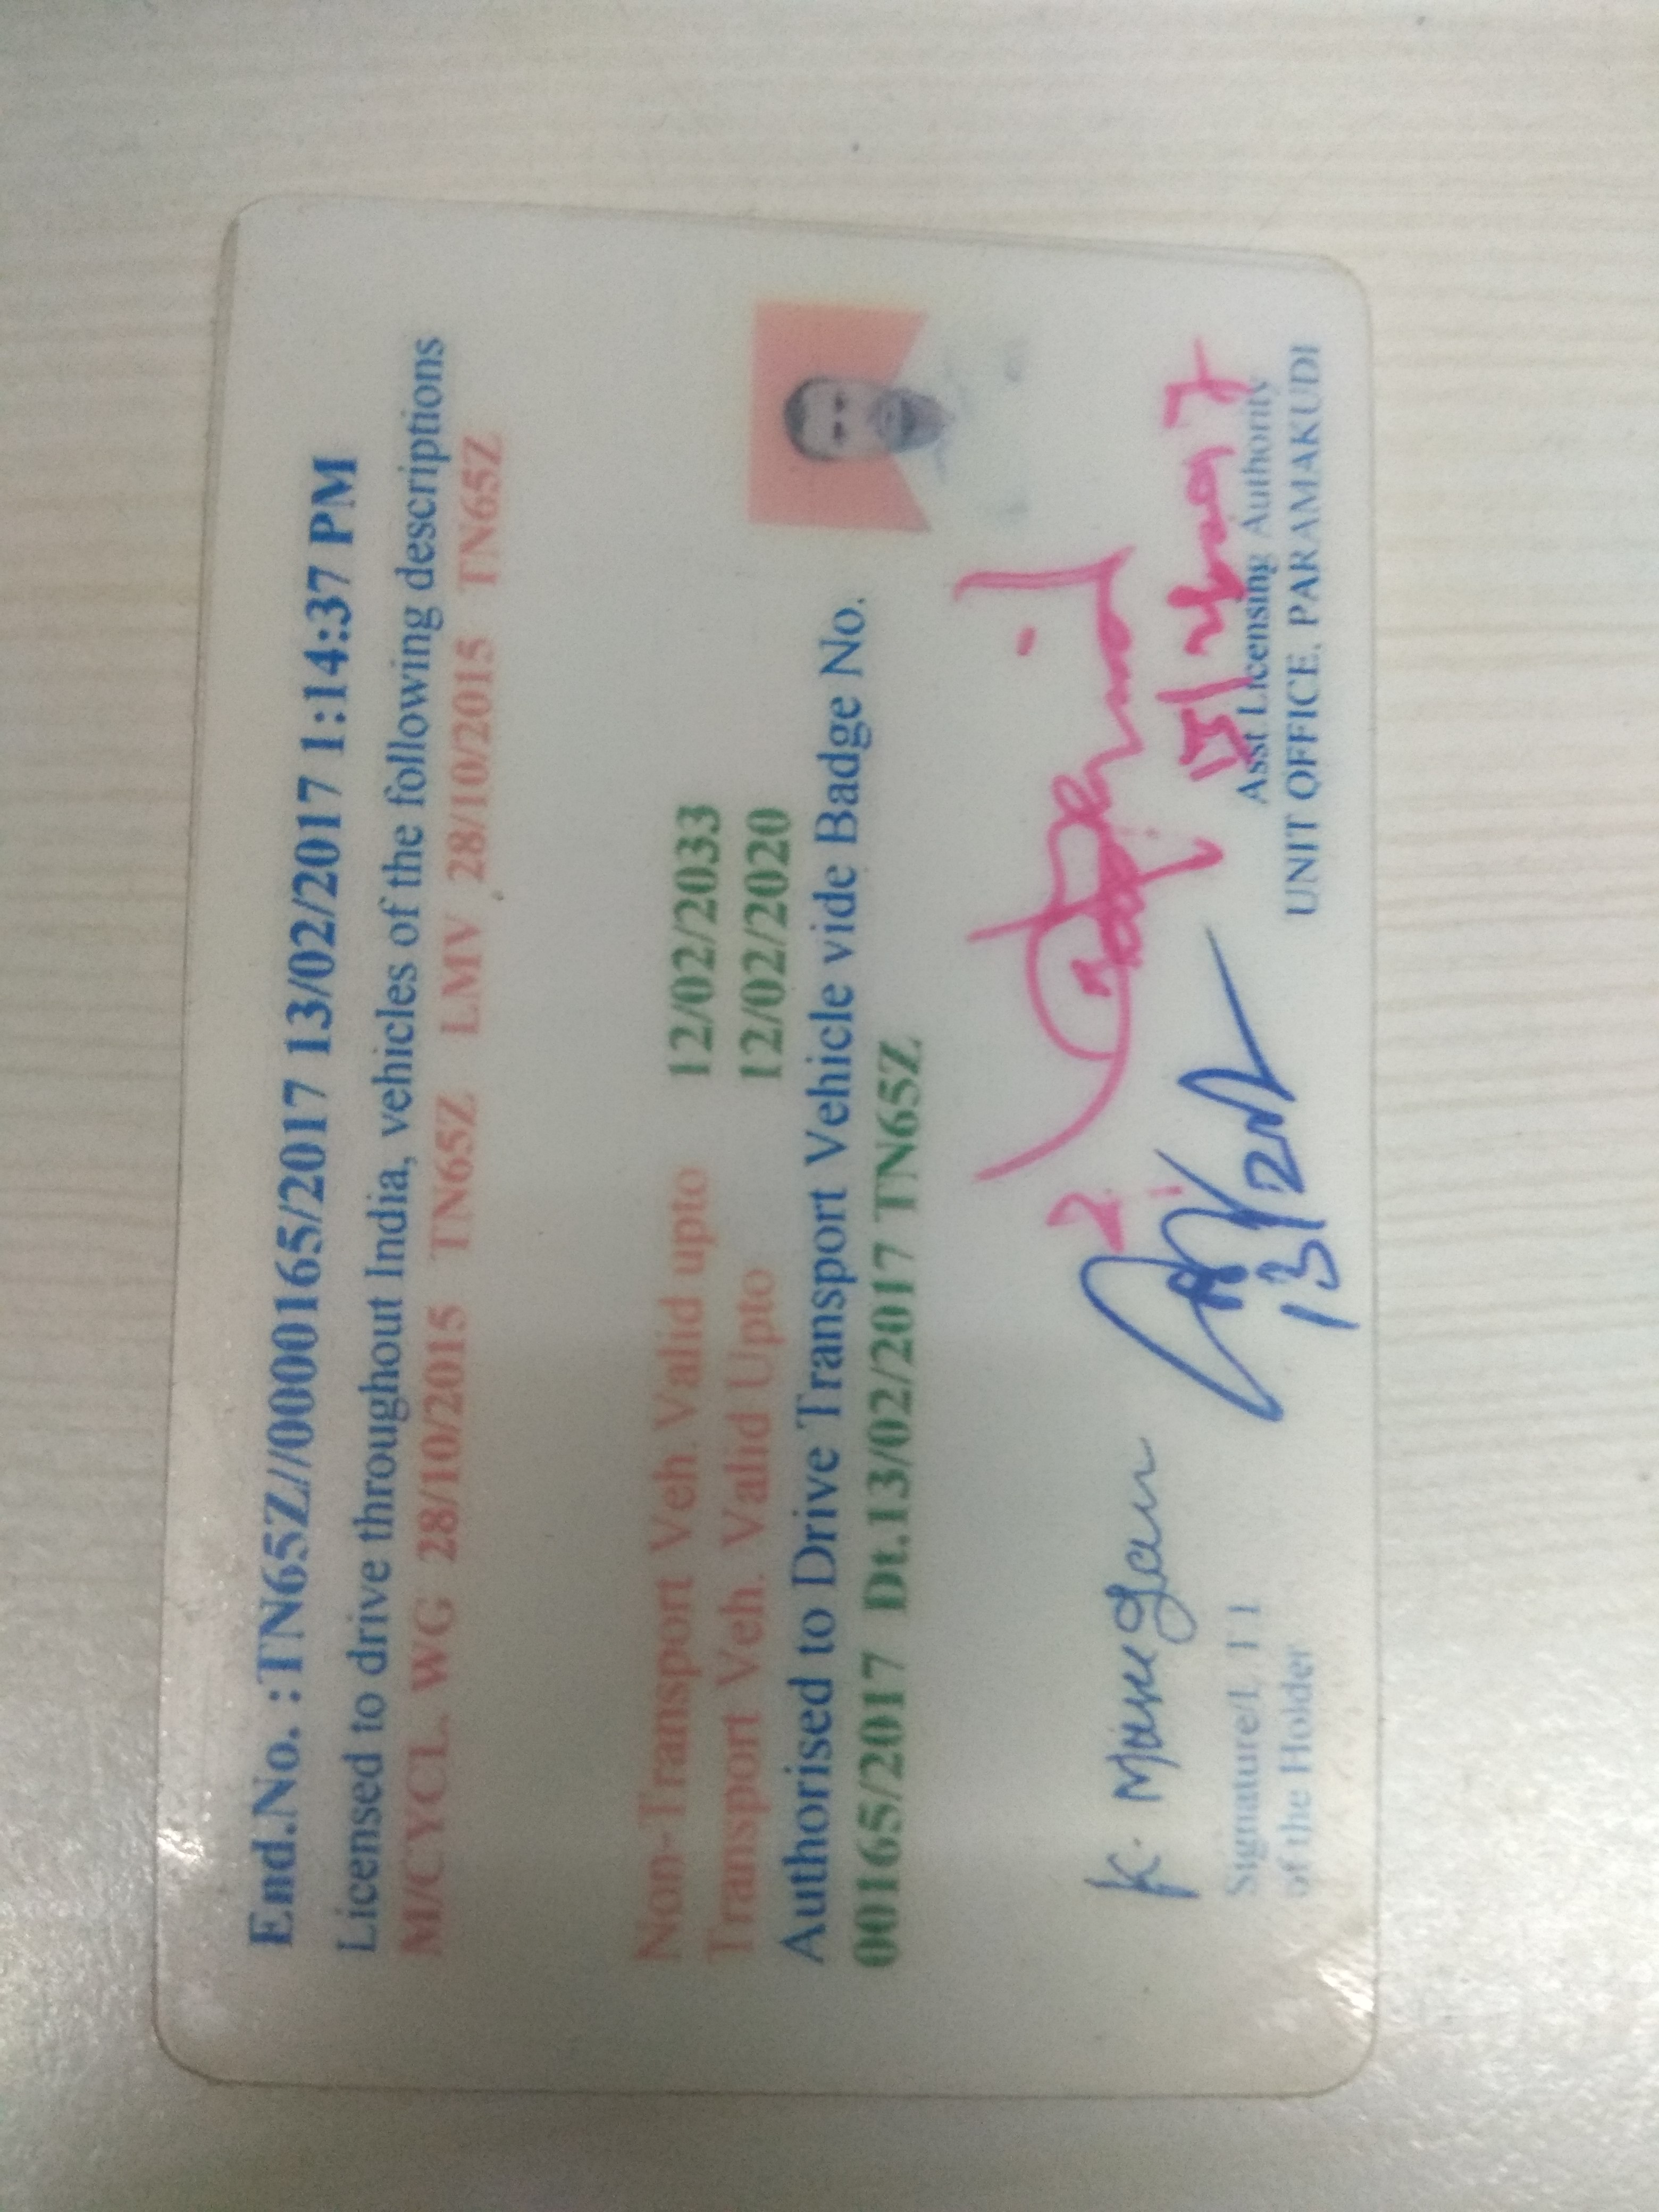 End.No. :TN65Z//0000165/2017 13/02/2017 1:14:37 PM
Licensed to drive throughout India, vehicles of the following descriptions
M/CYCL. WG 28/10/2015 TN65Z LMV 28/10/2015 TN65Z
Non-Transport Veh. Valid upto 12/02/2033
Transport Veh. Valid Upto 12/02/2020
Authorised to Drive Transport Vehicle vide Badge No.
00165/2017 Dt.13/02/2017 TN65Z
K. Murugan
Signature
of the Holder
13/2
Asst.Licensing Authority
UNIT OFFICE, PARAMAKUDI